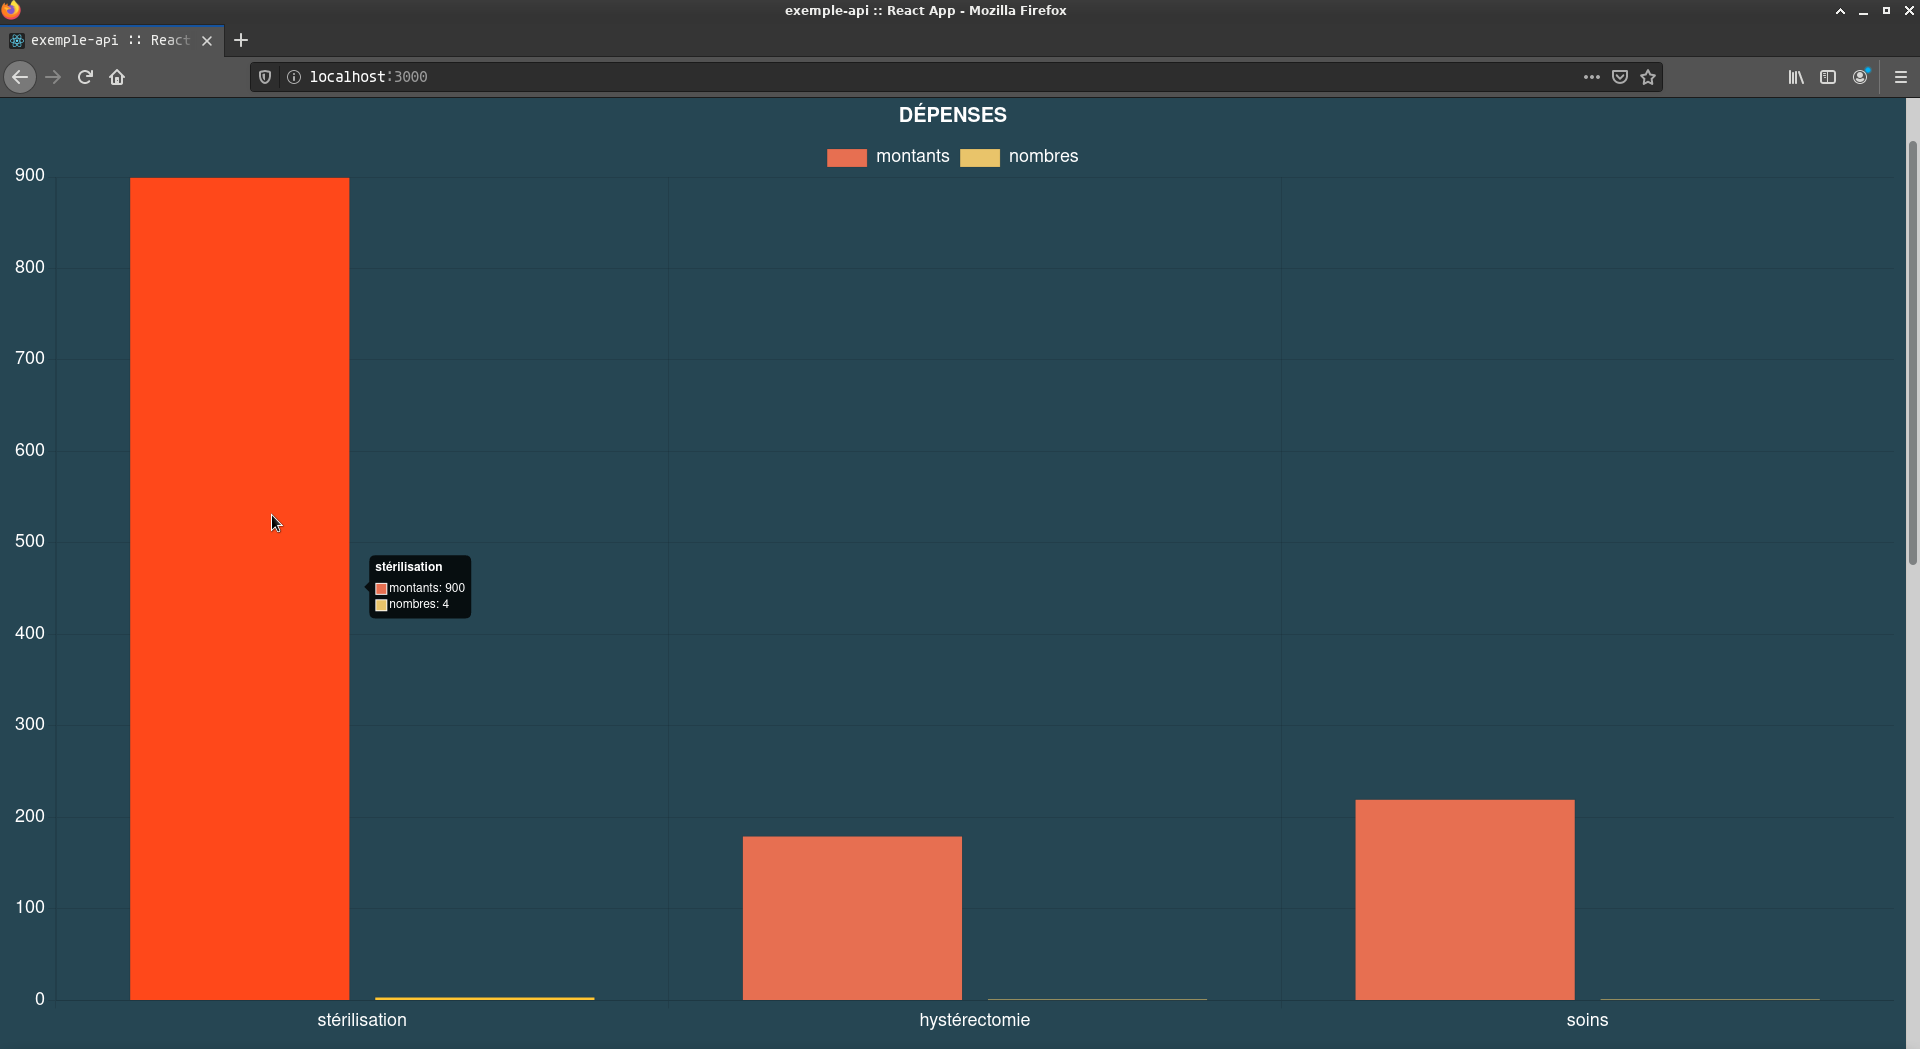 exemple-api :: React App - Mozilla Firefox
exemple-api :: React
localhost:3000
DÉPENSES
montants nombres
900
800
700
600
500
400
300
200
100
0
stérilisation
montants: 900
nombres: 4
stérilisation hystérectomie soins